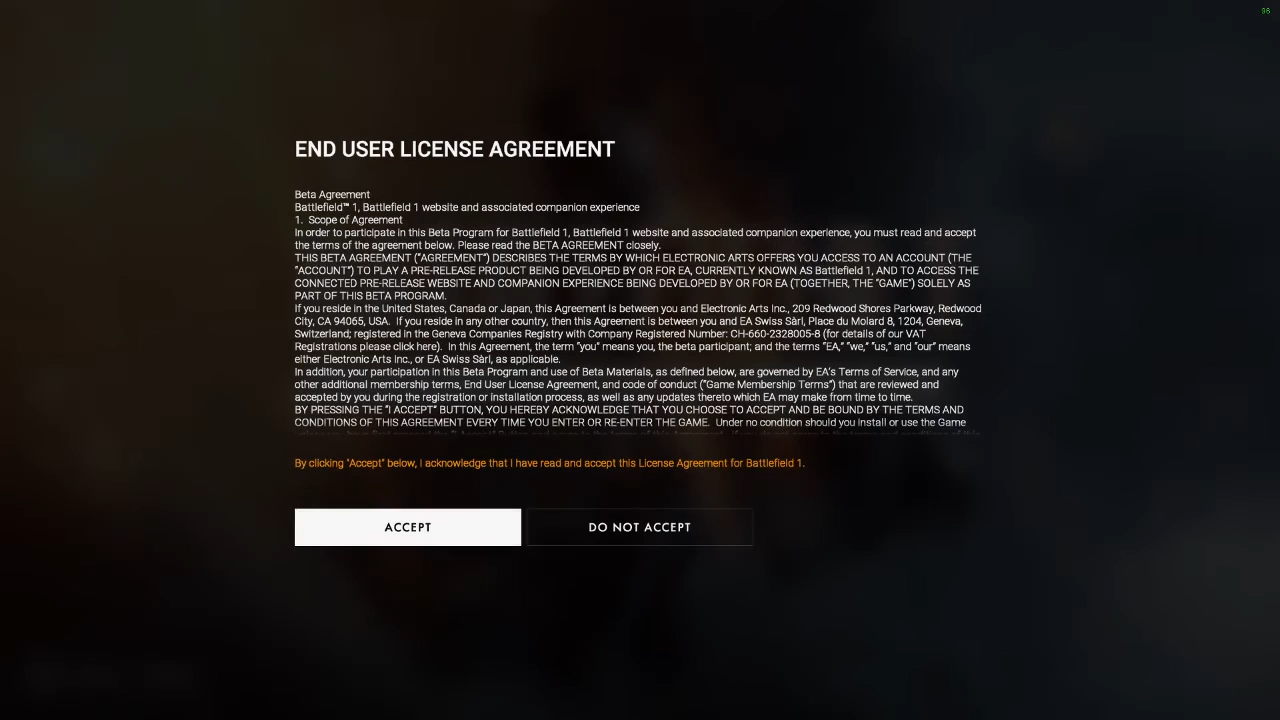 96
END USER LICENSE AGREEMENT
Beta Agreement
Battlefield™ 1, Battlefield 1 website and associated companion experience
1.  Scope of Agreement
In order to participate in this Beta Program for Battlefield 1, Battlefield 1 website and associated companion experience, you must read and accept
the terms of the agreement below. Please read the BETA AGREEMENT closely.
THIS BETA AGREEMENT ("AGREEMENT") DESCRIBES THE TERMS BY WHICH ELECTRONIC ARTS OFFERS YOU ACCESS TO AN ACCOUNT (THE
"ACCOUNT") TO PLAY A PRE-RELEASE PRODUCT BEING DEVELOPED BY OR FOR EA, CURRENTLY KNOWN AS Battlefield 1, AND TO ACCESS THE
CONNECTED PRE-RELEASE WEBSITE AND COMPANION EXPERIENCE BEING DEVELOPED BY OR FOR EA (TOGETHER, THE "GAME") SOLELY AS
PART OF THIS BETA PROGRAM.
If you reside in the United States, Canada or Japan, this Agreement is between you and Electronic Arts Inc., 209 Redwood Shores Parkway, Redwood
City, CA 94065, USA.  If you reside in any other country, then this Agreement is between you and EA Swiss Sàrl, Place du Molard 8, 1204, Geneva,
Switzerland; registered in the Geneva Companies Registry with Company Registered Number: CH-660-2328005-8 (for details of our VAT
Registrations please click here).  In this Agreement, the term "you" means you, the beta participant; and the terms "EA," "we," "us," and "our" means
either Electronic Arts Inc., or EA Swiss Sàrl, as applicable.
In addition, your participation in this Beta Program and use of Beta Materials, as defined below, are governed by EA's Terms of Service, and any
other additional membership terms, End User License Agreement, and code of conduct ("Game Membership Terms") that are reviewed and
accepted by you during the registration or installation process, as well as any updates thereto which EA may make from time to time.
BY PRESSING THE "I ACCEPT" BUTTON, YOU HEREBY ACKNOWLEDGE THAT YOU CHOOSE TO ACCEPT AND BE BOUND BY THE TERMS AND
CONDITIONS OF THIS AGREEMENT EVERY TIME YOU ENTER OR RE-ENTER THE GAME.  Under no condition should you install or use the Game
By clicking "Accept" below, I acknowledge that I have read and accept this License Agreement for Battlefield 1.
ACCEPT
DO NOT ACCEPT